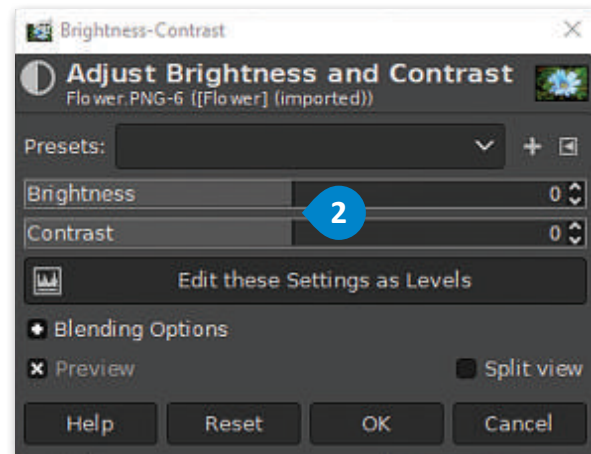 Brightness-Contrast
Adjust Brightness and Contrast
Flower.PNG-6 ([Flower] (imported))
Presets:
Brightness 0
2
Contrast 0
Edit these Settings as Levels
Blending Options
Preview Split view
Help Reset OK Cancel